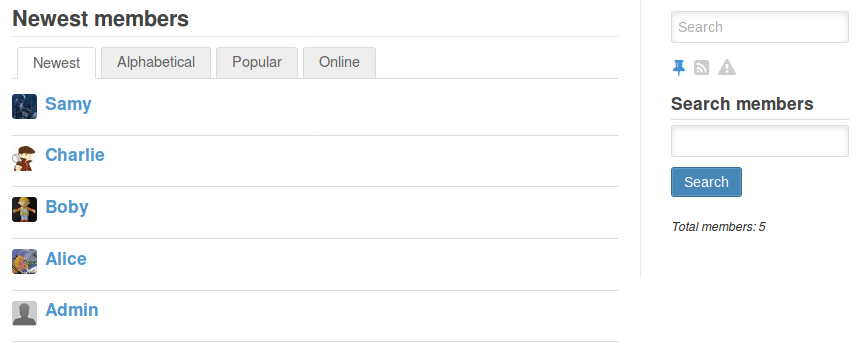 Newest members
Newest Alphabetical Popular Online
Samy
Charlie
Boby
Alice
Admin
Search
Search members
Search
Total members: 5